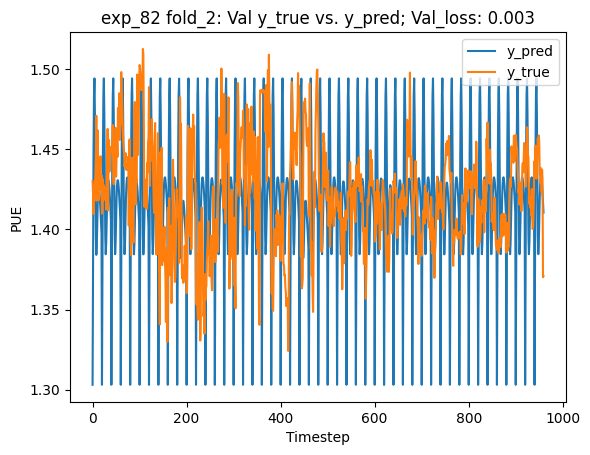 exp_82 fold_2: Val y_true vs. y_pred; Val_loss: 0.003
y_pred
y_true
1.50
1.45
1.40
1.35
1.30
PUE
0
200
400
600
800
1000
Timestep